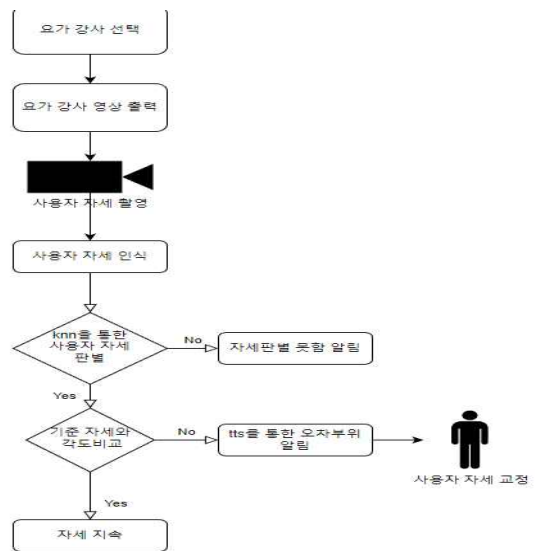 요가 강사 선택
요가 강사 영상 출력
사용자 자세 촬영
사용자 자세 인식
knn을 통한
사용자 자세
판별
No
자세판별 못함 알림
Yes
기준 자세와
각도비교
No
tts를 통한 오차부위
알림
사용자 자세 교정
Yes
자세 지속